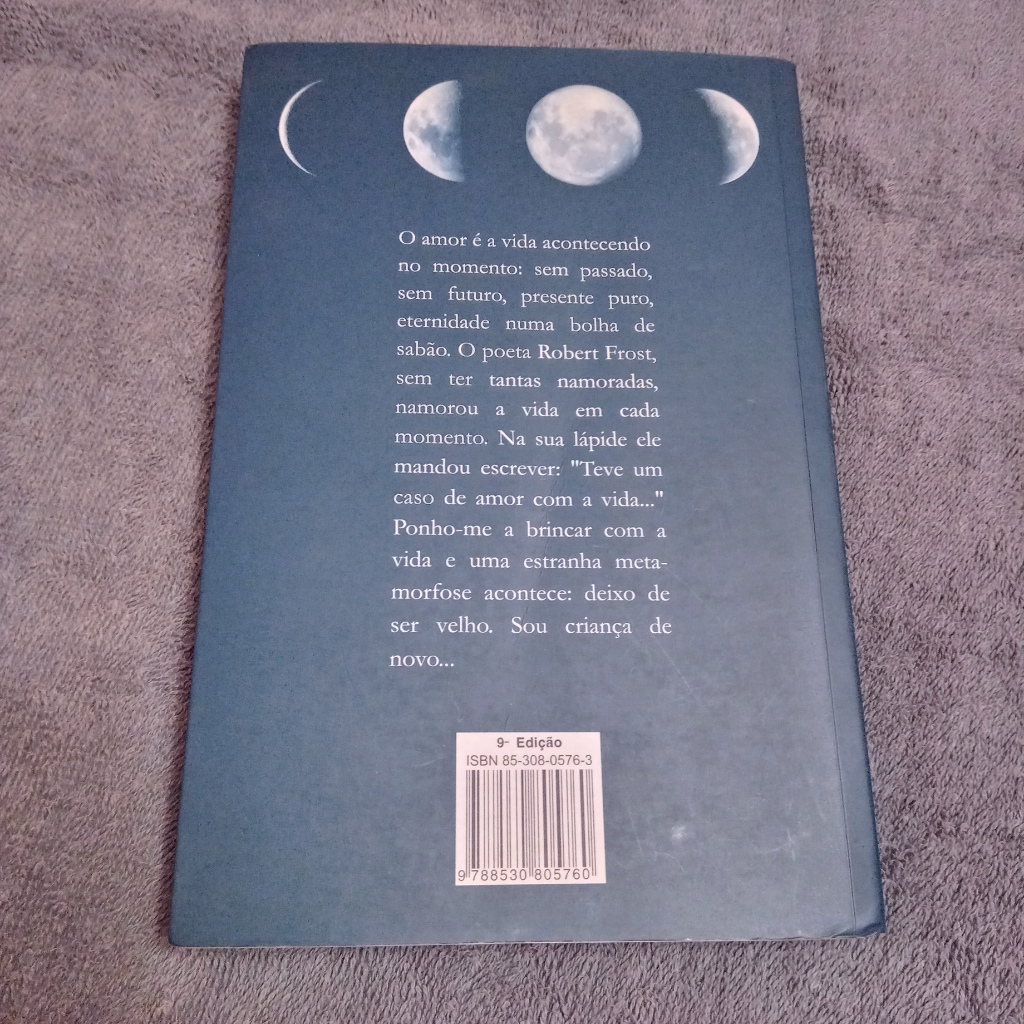 O amor é a vida acontecendo
no momento: sem passado,
sem futuro, presente puro,
eternidade numa bolha de
sabão. O poeta Robert Frost,
sem ter tantas namoradas,
namorou a vida em cada
momento. Na sua lápide ele
mandou escrever: "Teve um
caso de amor com a vida..."
Ponho-me a brincar com a
vida e uma estranha meta-
morfose acontece: deixo de
ser velho. Sou criança de
novo...
9ª Edição
ISBN 85-308-0576-3
9 788530 805760